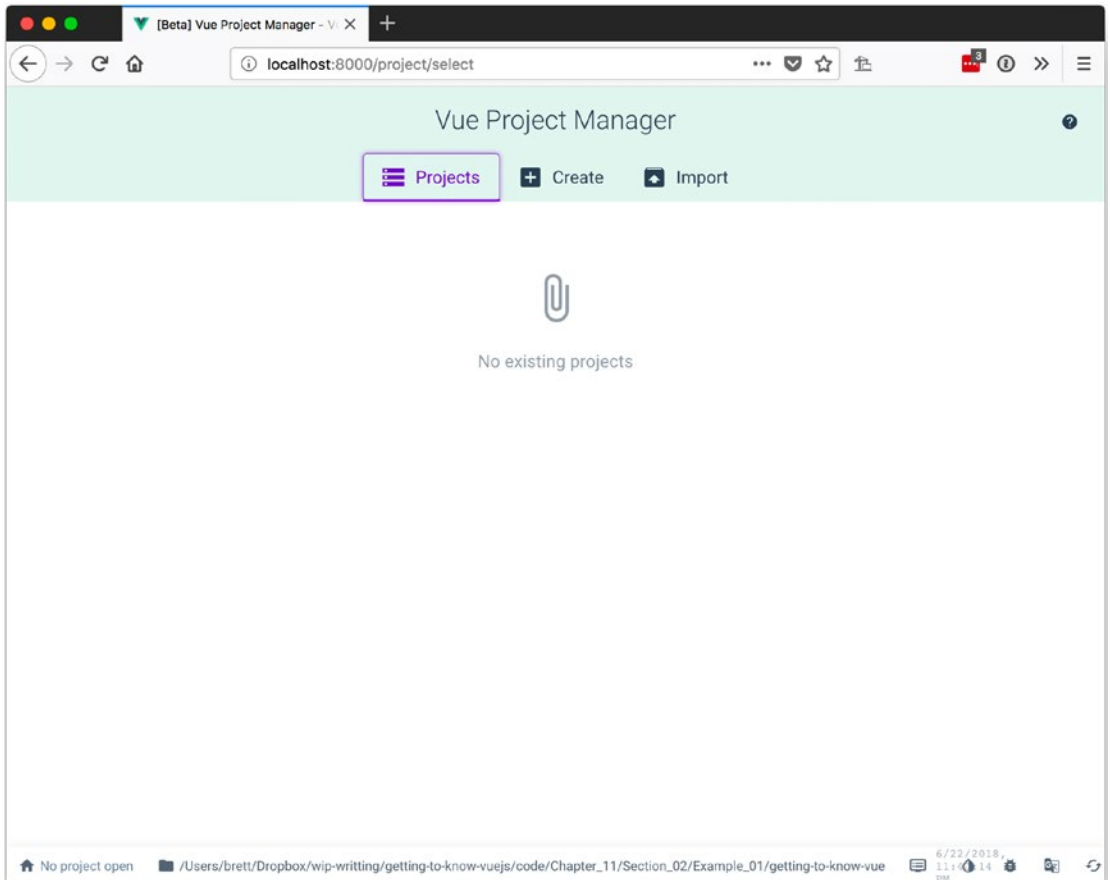 [Beta] Vue Project Manager - V
localhost:8000/project/select
3
Vue Project Manager
Projects
Create
Import
No existing projects
No project open
/Users/brett/Dropbox/wip-writting/getting-to-know-vuejs/code/Chapter_11/Section_02/Example_01/getting-to-know-vue
6/22/2018,
PM